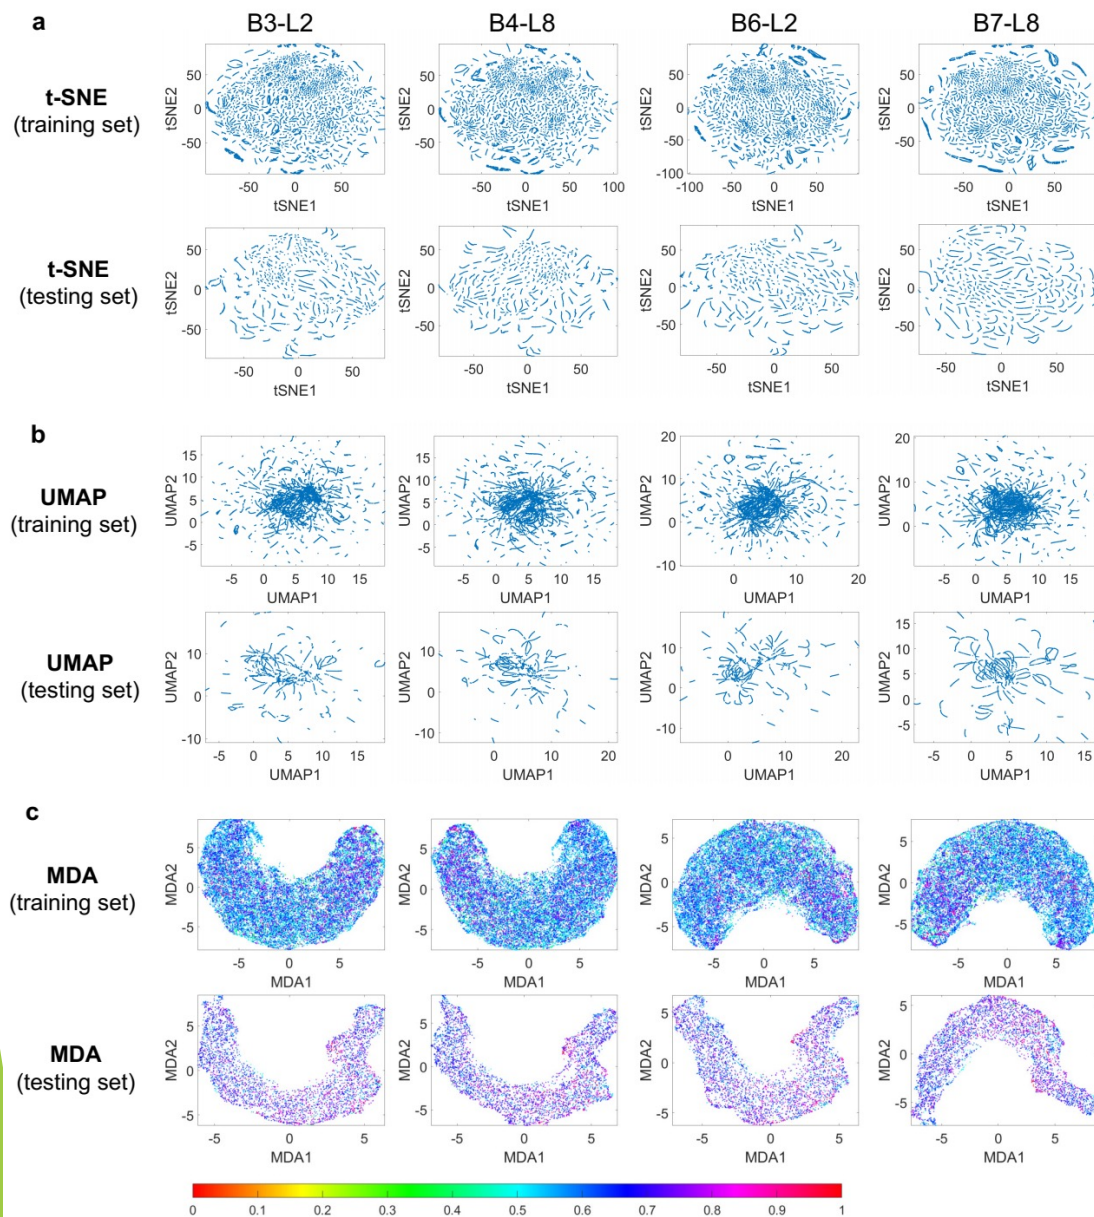 a
B3-L2 B4-L8 B6-L2 B7-L8
t-SNE
(training set)
tSNE2 50 0 -50
-50 0 50
tSNE1
tSNE2 50 0 -50
-50 0 50 100
tSNE1
tSNE2 50 0 -50 -100
-100 -50 0 50
tSNE1
tSNE2 50 0 -50
-50 0 50
tSNE1
t-SNE
(testing set)
tSNE2 50 0 -50
-50 0 50
tSNE1
tSNE2 50 0 -50
-50 0 50
tSNE1
tSNE2 50 0 -50
-50 0 50
tSNE1
tSNE2 50 0 -50
-50 0 50
tSNE1
b
UMAP
(training set)
UMAP2 15 10 5 0 -5
-5 0 5 10 15
UMAP1
UMAP2 15 10 5 0 -5
-5 0 5 10 15
UMAP1
UMAP2 20 10 0 -10
0 10 20
UMAP1
UMAP2 20 10 0
-5 0 5 10 15
UMAP1
UMAP
(testing set)
UMAP2 10 0 -10
-5 0 5 10 15
UMAP1
UMAP2 10 0 -10
0 10 20
UMAP1
UMAP2 10 0 -10
0 10 20
UMAP1
UMAP2 15 10 5 0 -5
-5 0 5 10 15
UMAP1
c
MDA
(training set)
MDA2 5 0 -5
-5 0 5
MDA1
MDA2 5 0 -5
-5 0 5
MDA1
MDA2 5 0 -5
-5 0 5
MDA1
MDA2 5 0 -5
-5 0 5
MDA1
MDA
(testing set)
MDA2 5 0 -5
-5 0 5
MDA1
MDA2 5 0 -5
-5 0 5
MDA1
MDA2 5 0 -5
-5 0 5
MDA1
MDA2 5 0 -5
-5 0 5
MDA1
0 0.1 0.2 0.3 0.4 0.5 0.6 0.7 0.8 0.9 1